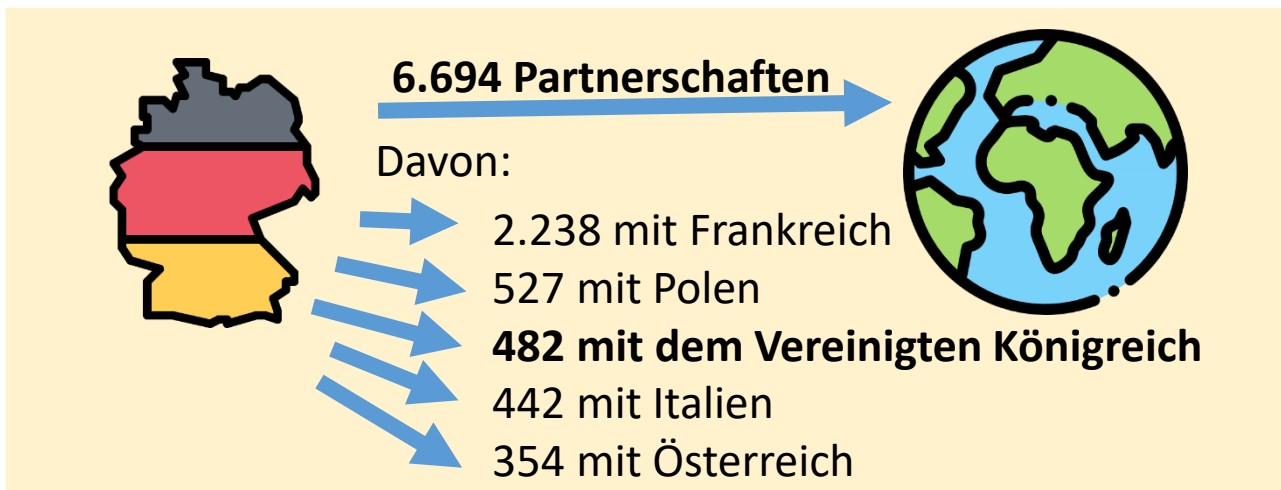 6.694 Partnerschaften
Davon:
2.238 mit Frankreich
527 mit Polen
482 mit dem Vereinigten Königreich
442 mit Italien
354 mit Österreich